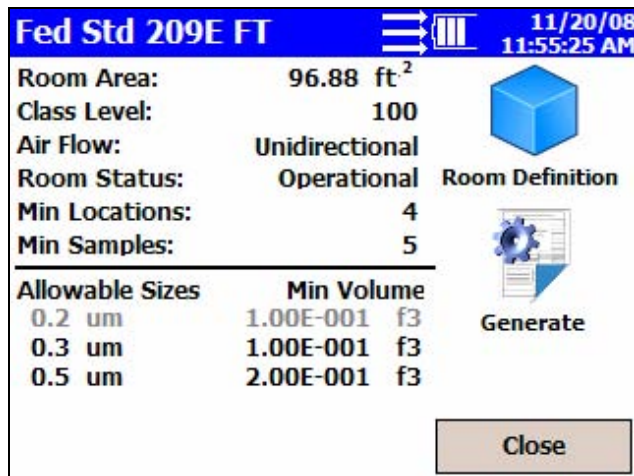 Fed Std 209E FT
11/20/08
11:55:25 AM
Room Area: 96.88 ft²
Class Level: 100
Air Flow: Unidirectional
Room Status: Operational
Min Locations: 4
Min Samples: 5
Room Definition
Allowable Sizes Min Volume
0.2 um 1.00E-001 f3
0.3 um 1.00E-001 f3
0.5 um 2.00E-001 f3
Generate
Close